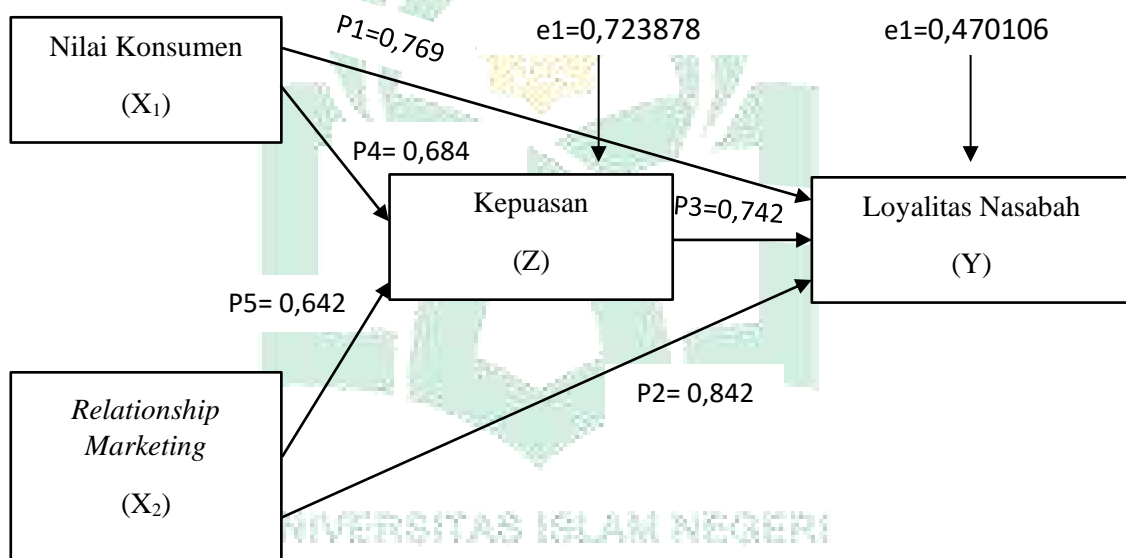 Nilai Konsumen
(X₁)
P1=0,769
e1=0,723878
e1=0,470106
P4= 0,684
Kepuasan
(Z)
P3=0,742
Loyalitas Nasabah
(Y)
P5= 0,642
Relationship
Marketing
(X₂)
P2= 0,842
NIVERSITAS ISLAM NEGERI